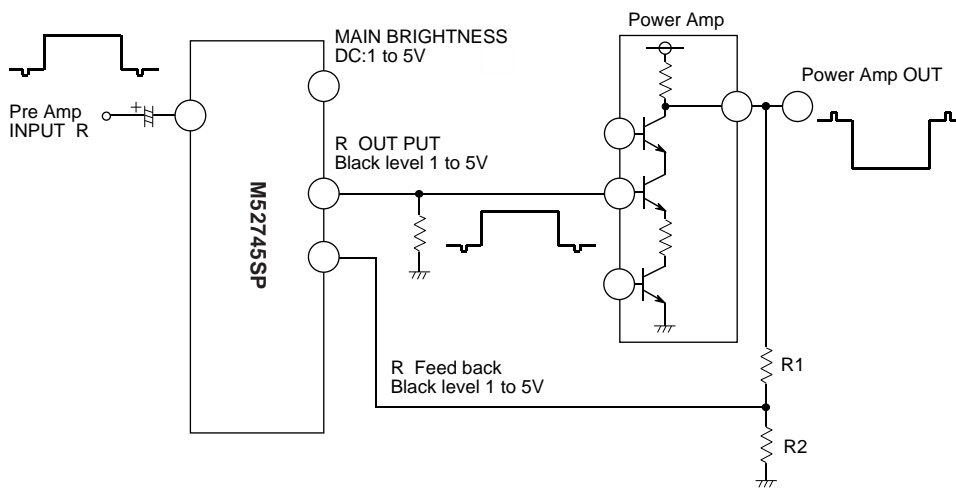 Power Amp
MAIN BRIGHTNESS
DC:1 to 5V
Power Amp OUT
+
Pre Amp
INPUT R
R OUT PUT
Black level 1 to 5V
M52745SP
R Feed back
Black level 1 to 5V
R1
R2